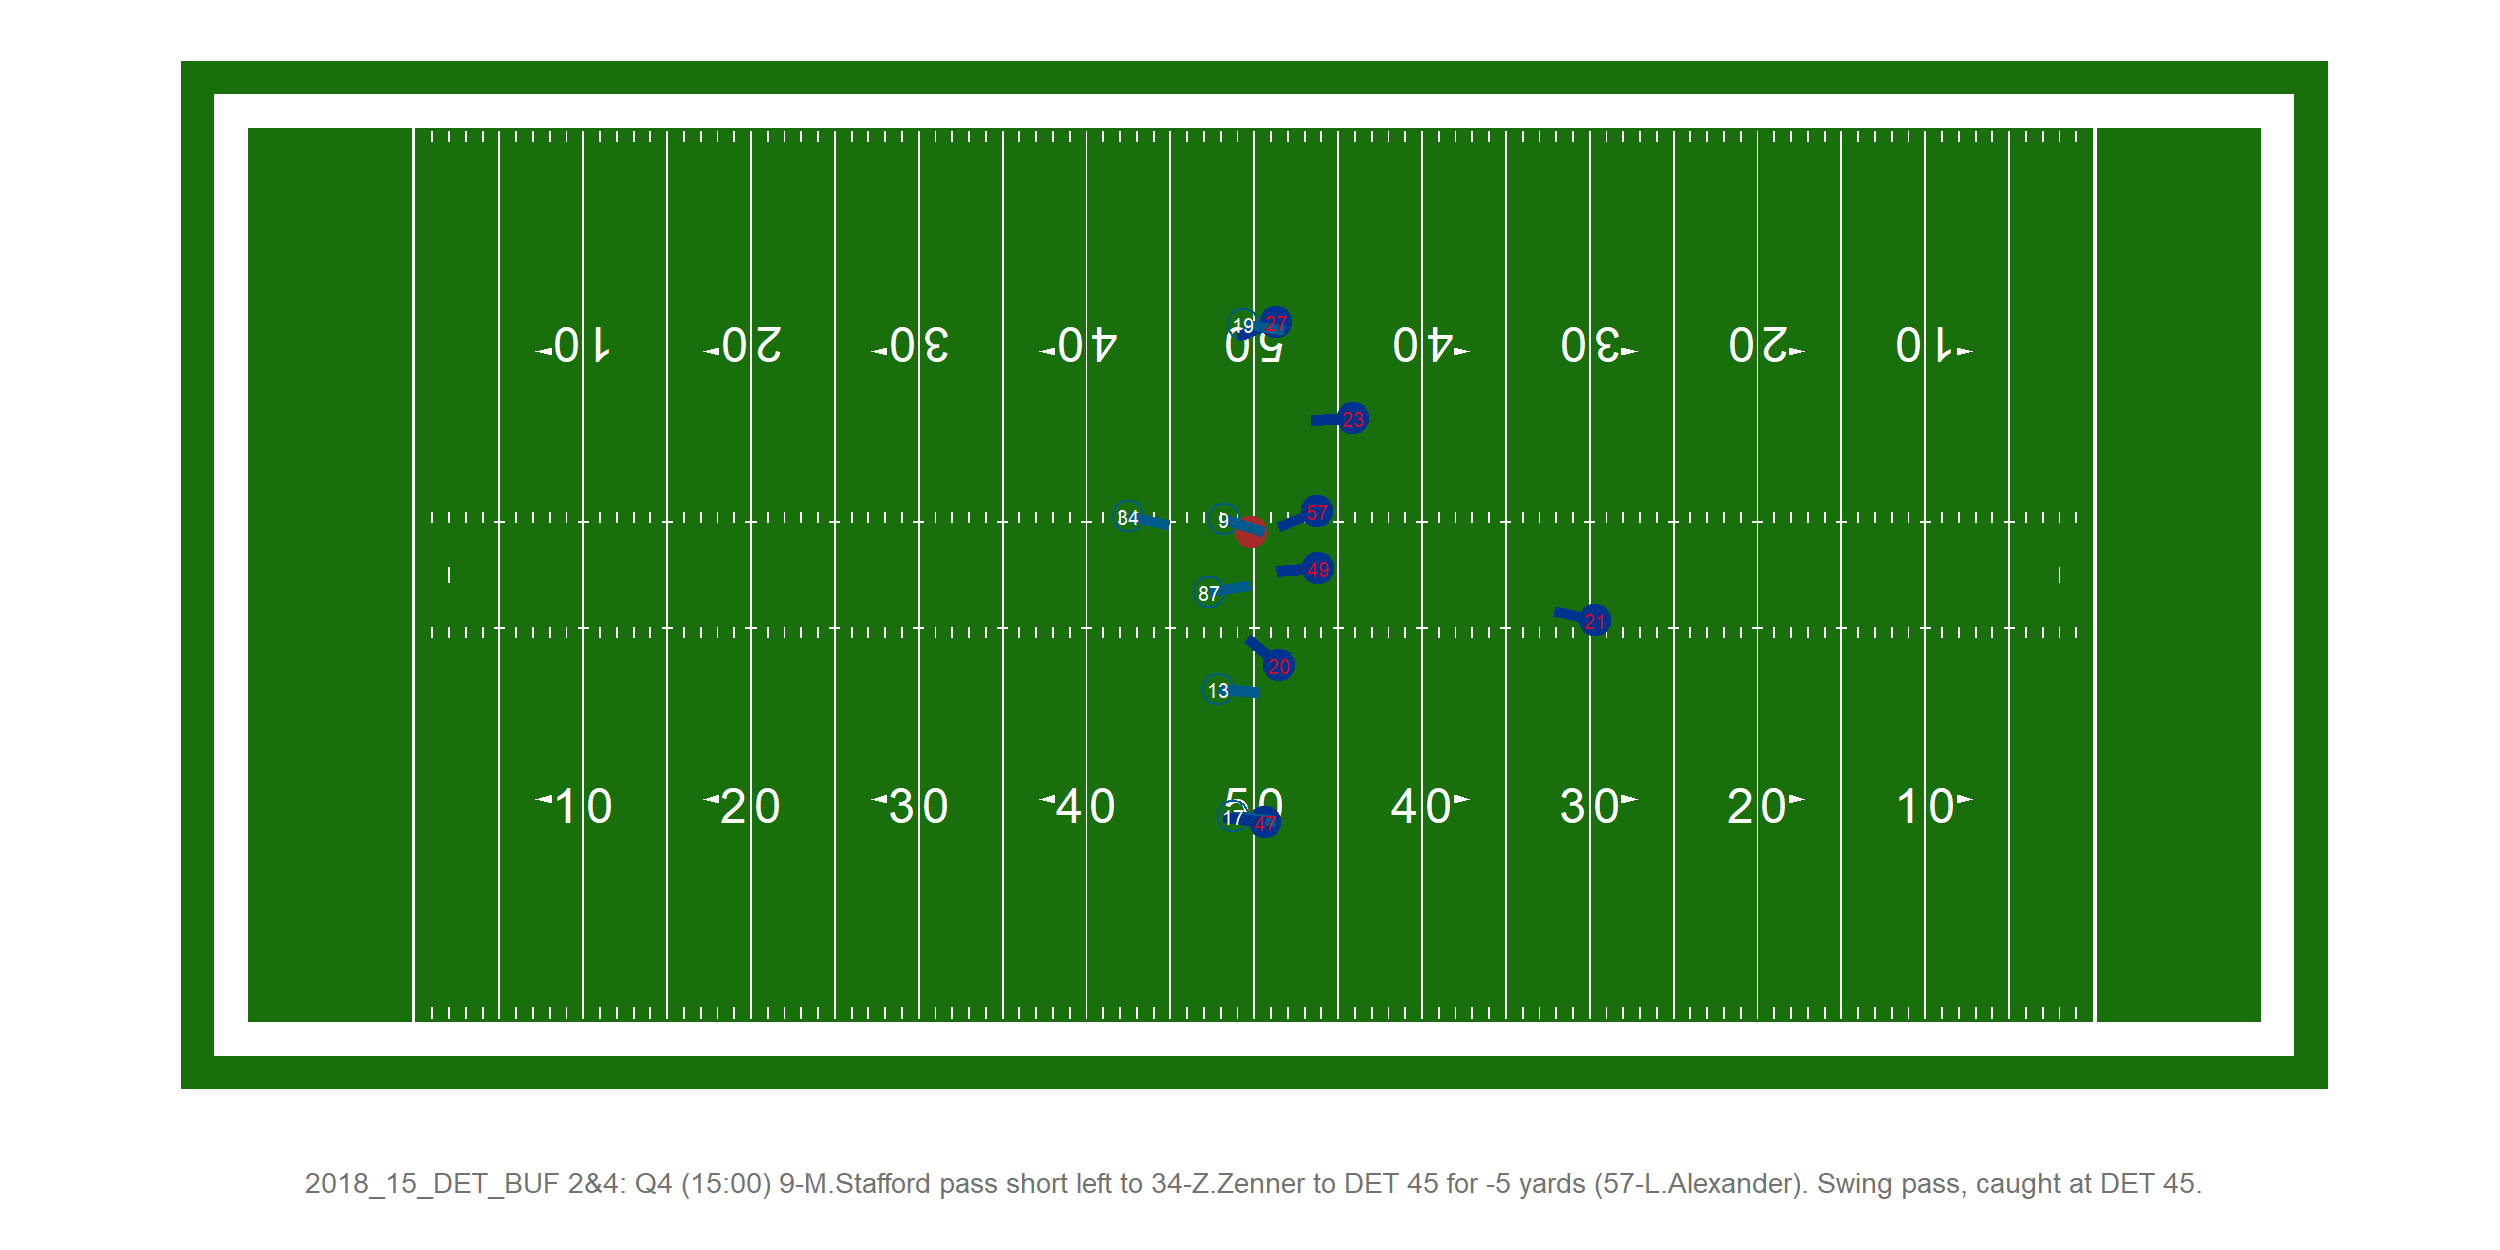 19 27
10 20 30 40 50 40 30 20 10
23
34 9 57
87 49
21
20
13
10 20 30 40 50 40 30 20 10
17 47
2018_15_DET_BUF 2&4: Q4 (15:00) 9-M.Stafford pass short left to 34-Z.Zenner to DET 45 for -5 yards (57-L.Alexander). Swing pass, caught at DET 45.